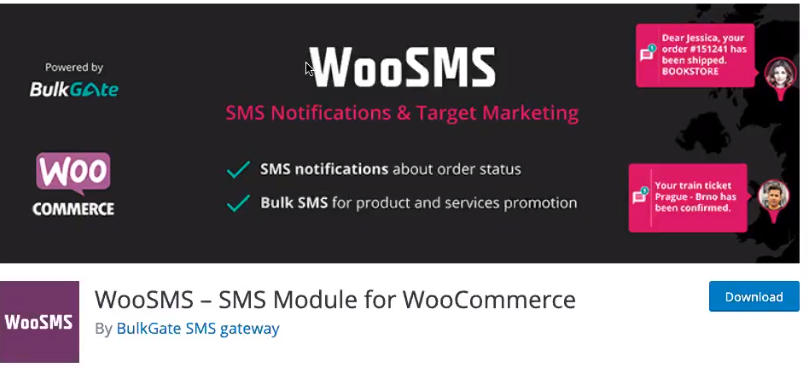 Powered by
BulkGate
WOO
COMMERCE
WooSMS
SMS Notifications & Target Marketing
SMS notifications about order status
Bulk SMS for product and services promotion
Dear Jessica, your
order #151241 has
been shipped.
BOOKSTORE
Your train ticket
Prague - Brno has
been confirmed.
WooSMS
WooSMS – SMS Module for WooCommerce
By BulkGate SMS gateway
Download